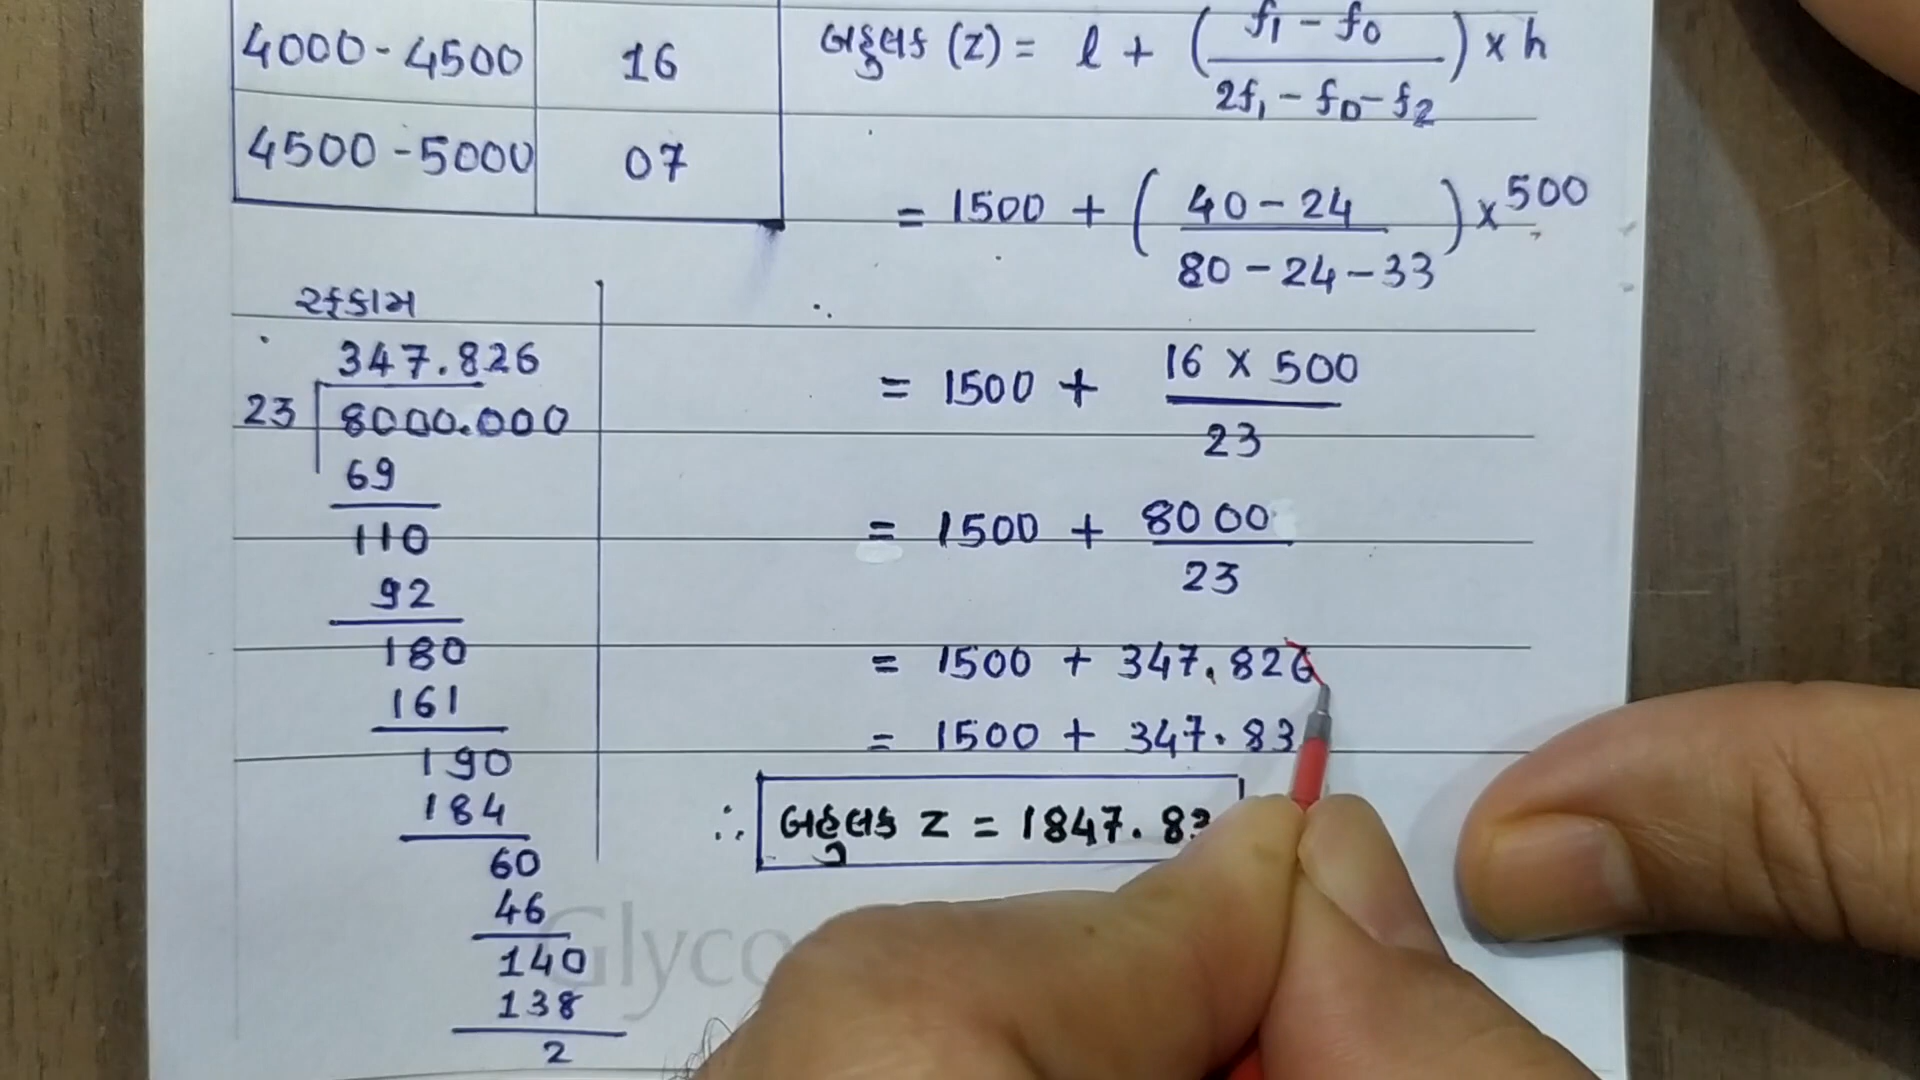 4000-4500 16
4500-5000 07
બહુલક (Z) = l + (f1 - f0 / 2f1 - f0 - f2) × h
= 1500 + (40 - 24 / 80 - 24 - 33) × 500
= 1500 + 16 × 500 / 23
= 1500 + 8000 / 23
= 1500 + 347.826
= 1500 + 347.83
∴ બહુલક Z = 1847.83
રફકામ
347.826
23 8000.000
69
110
92
180
161
190
184
60
46
140
138
2